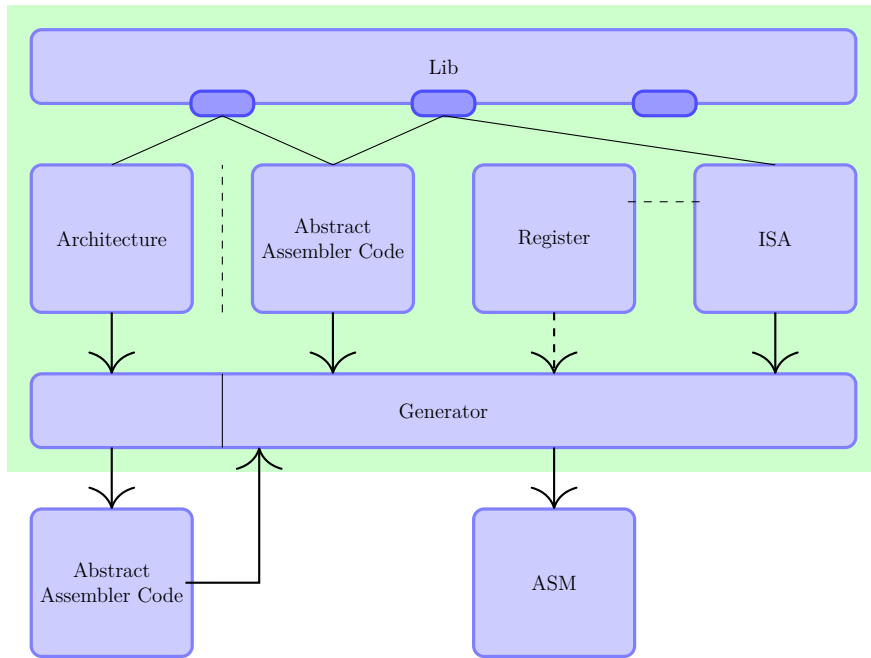 Lib
Architecture
Abstract
Assembler Code
Register
ISA
Generator
Abstract
Assembler Code
ASM